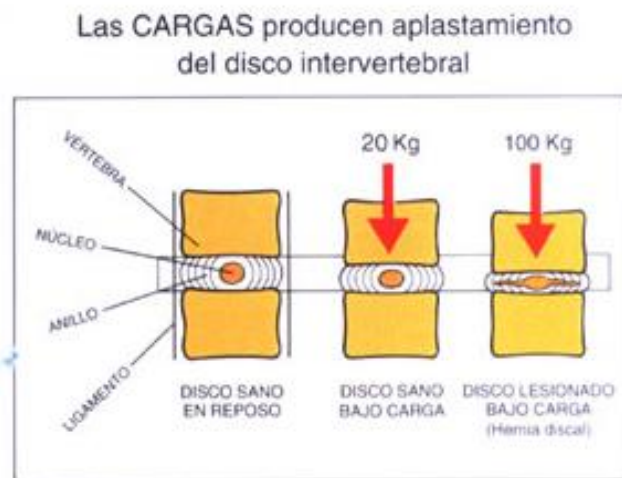 Las CARGAS producen aplastamiento
del disco intervertebral
20 Kg
100 Kg
VÉRTEBRA
NÚCLEO
ANILLO
LIGAMENTO
DISCO SANO
EN REPOSO
DISCO SANO
BAJO CARGA
DISCO LESIONADO
BAJO CARGA
(Hernia discal)